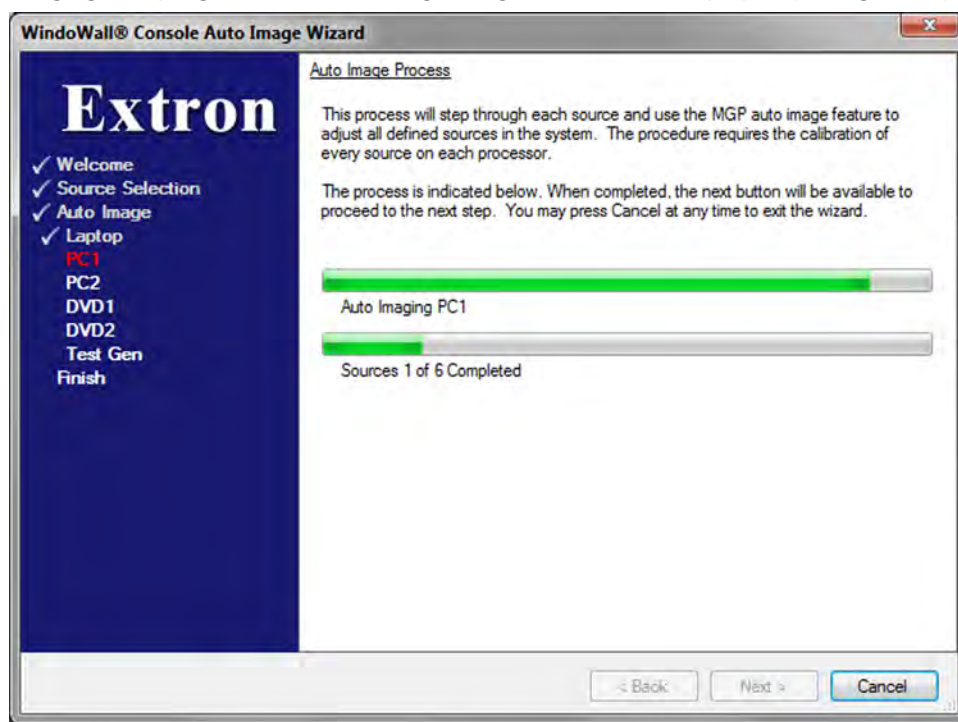 WindoWall® Console Auto Image Wizard
Extron
✓ Welcome
✓ Source Selection
✓ Auto Image
✓ Laptop
PC1
PC2
DVD1
DVD2
Test Gen
Finish
Auto Image Process
This process will step through each source and use the MGP auto image feature to
adjust all defined sources in the system. The procedure requires the calibration of
every source on each processor.
The process is indicated below. When completed, the next button will be available to
proceed to the next step. You may press Cancel at any time to exit the wizard.
Auto Imaging PC1
Sources 1 of 6 Completed
< Back
Next >
Cancel